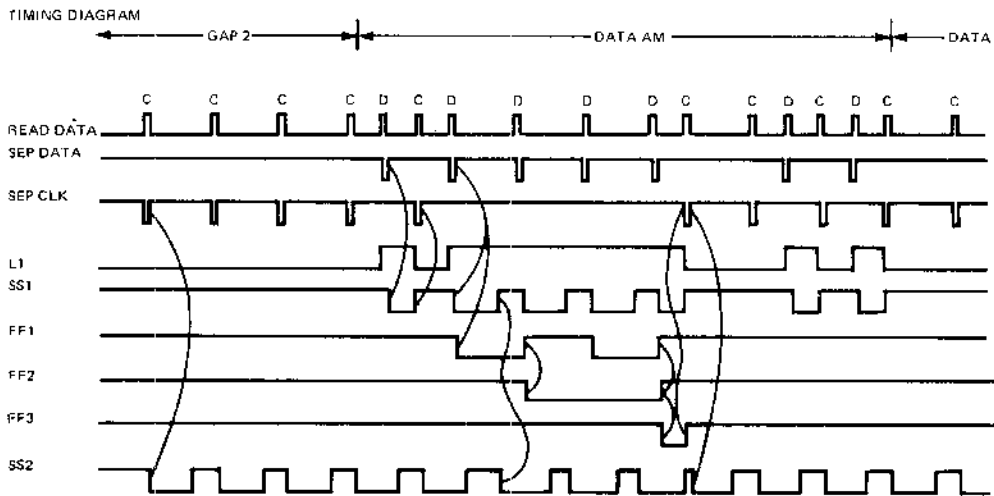 TIMING DIAGRAM
GAP 2 DATA AM DATA
C C C C D C D D D D C C D C D C C
READ DATA
SEP DATA
SEP CLK
L1
SS1
FF1
FF2
FF3
SS2